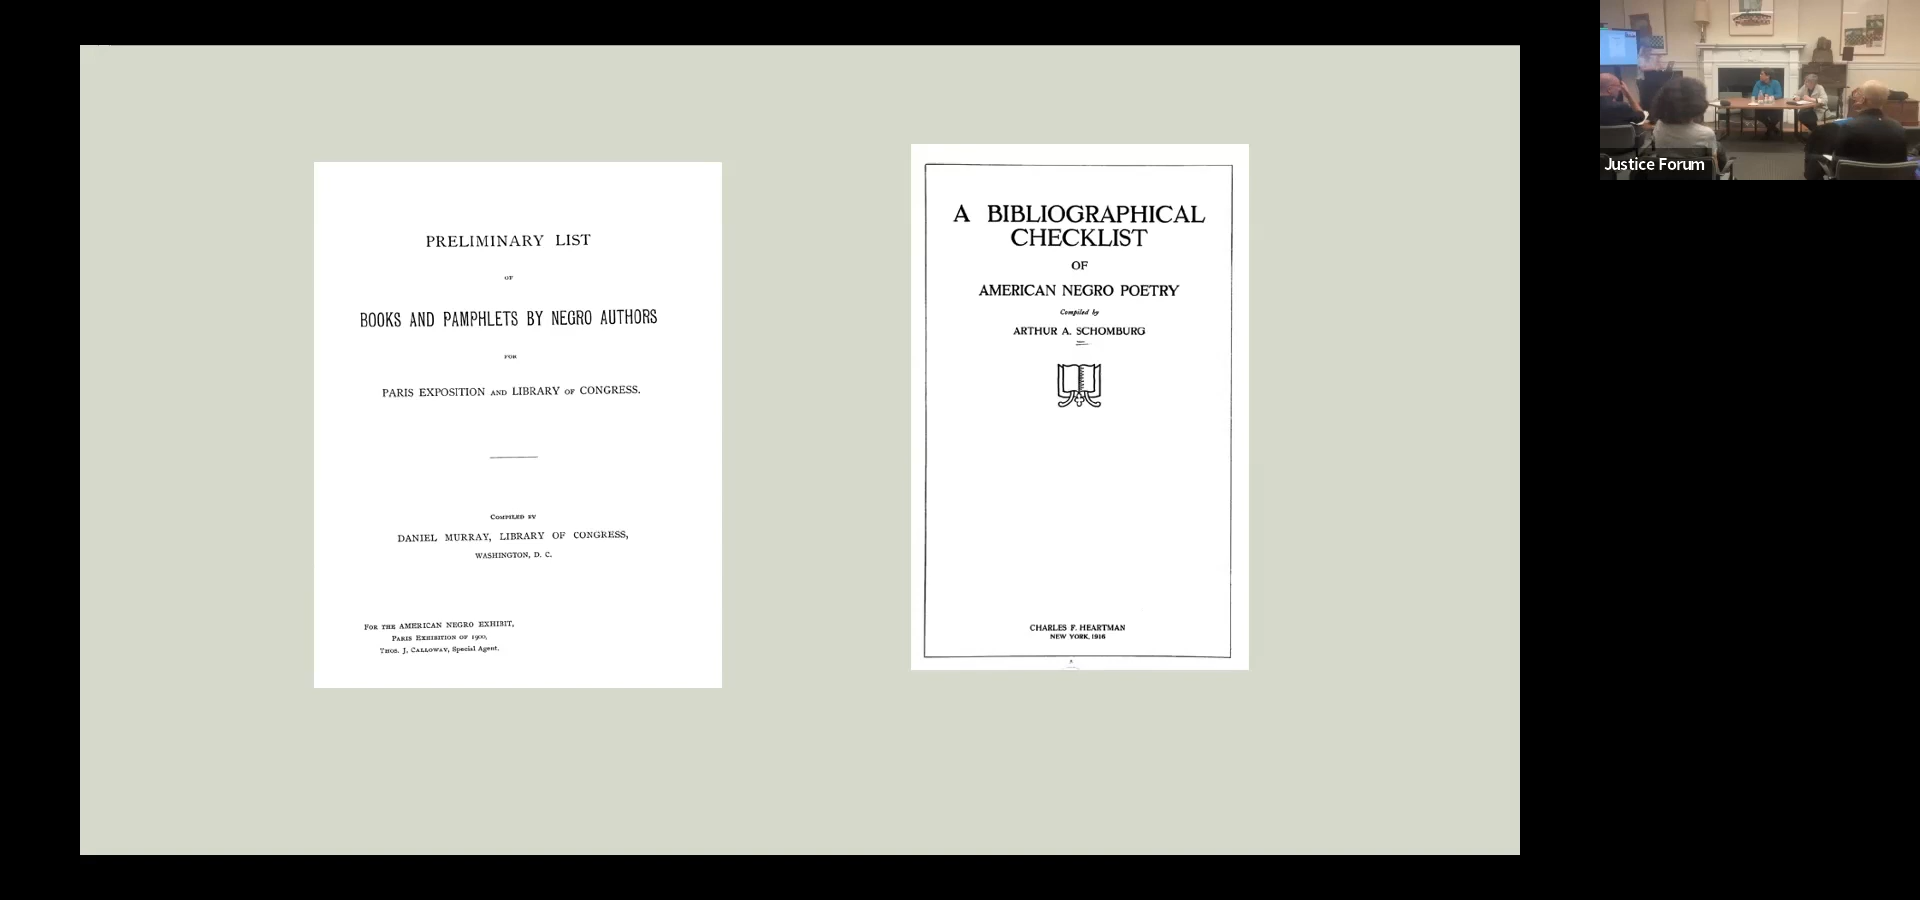 PRELIMINARY LIST
OF
BOOKS AND PAMPHLETS BY NEGRO AUTHORS
FOR
PARIS EXPOSITION AND LIBRARY OF CONGRESS.
COMPILED BY
DANIEL MURRAY, LIBRARY OF CONGRESS,
WASHINGTON, D. C.
FOR THE AMERICAN NEGRO EXHIBIT,
PARIS EXHIBITION OF 1900,
THOS. J. CALLOWAY, Special Agent.
A BIBLIOGRAPHICAL
CHECKLIST
OF
AMERICAN NEGRO POETRY
Compiled by
ARTHUR A. SCHOMBURG
CHARLES F. HEARTMAN
NEW YORK, 1916
Justice Forum